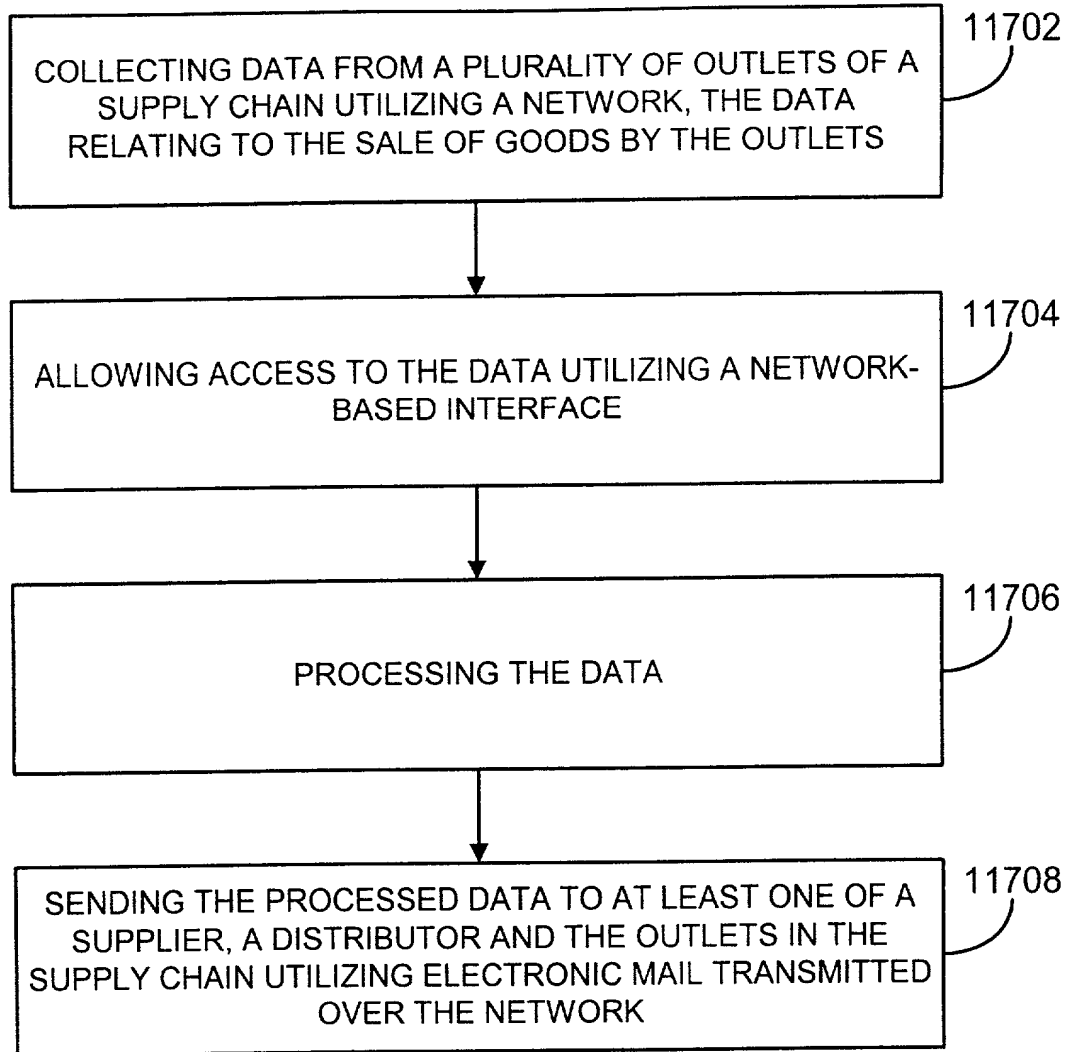 11702
COLLECTING DATA FROM A PLURALITY OF OUTLETS OF A
SUPPLY CHAIN UTILIZING A NETWORK, THE DATA
RELATING TO THE SALE OF GOODS BY THE OUTLETS
11704
ALLOWING ACCESS TO THE DATA UTILIZING A NETWORK-
BASED INTERFACE
11706
PROCESSING THE DATA
11708
SENDING THE PROCESSED DATA TO AT LEAST ONE OF A
SUPPLIER, A DISTRIBUTOR AND THE OUTLETS IN THE
SUPPLY CHAIN UTILIZING ELECTRONIC MAIL TRANSMITTED
OVER THE NETWORK